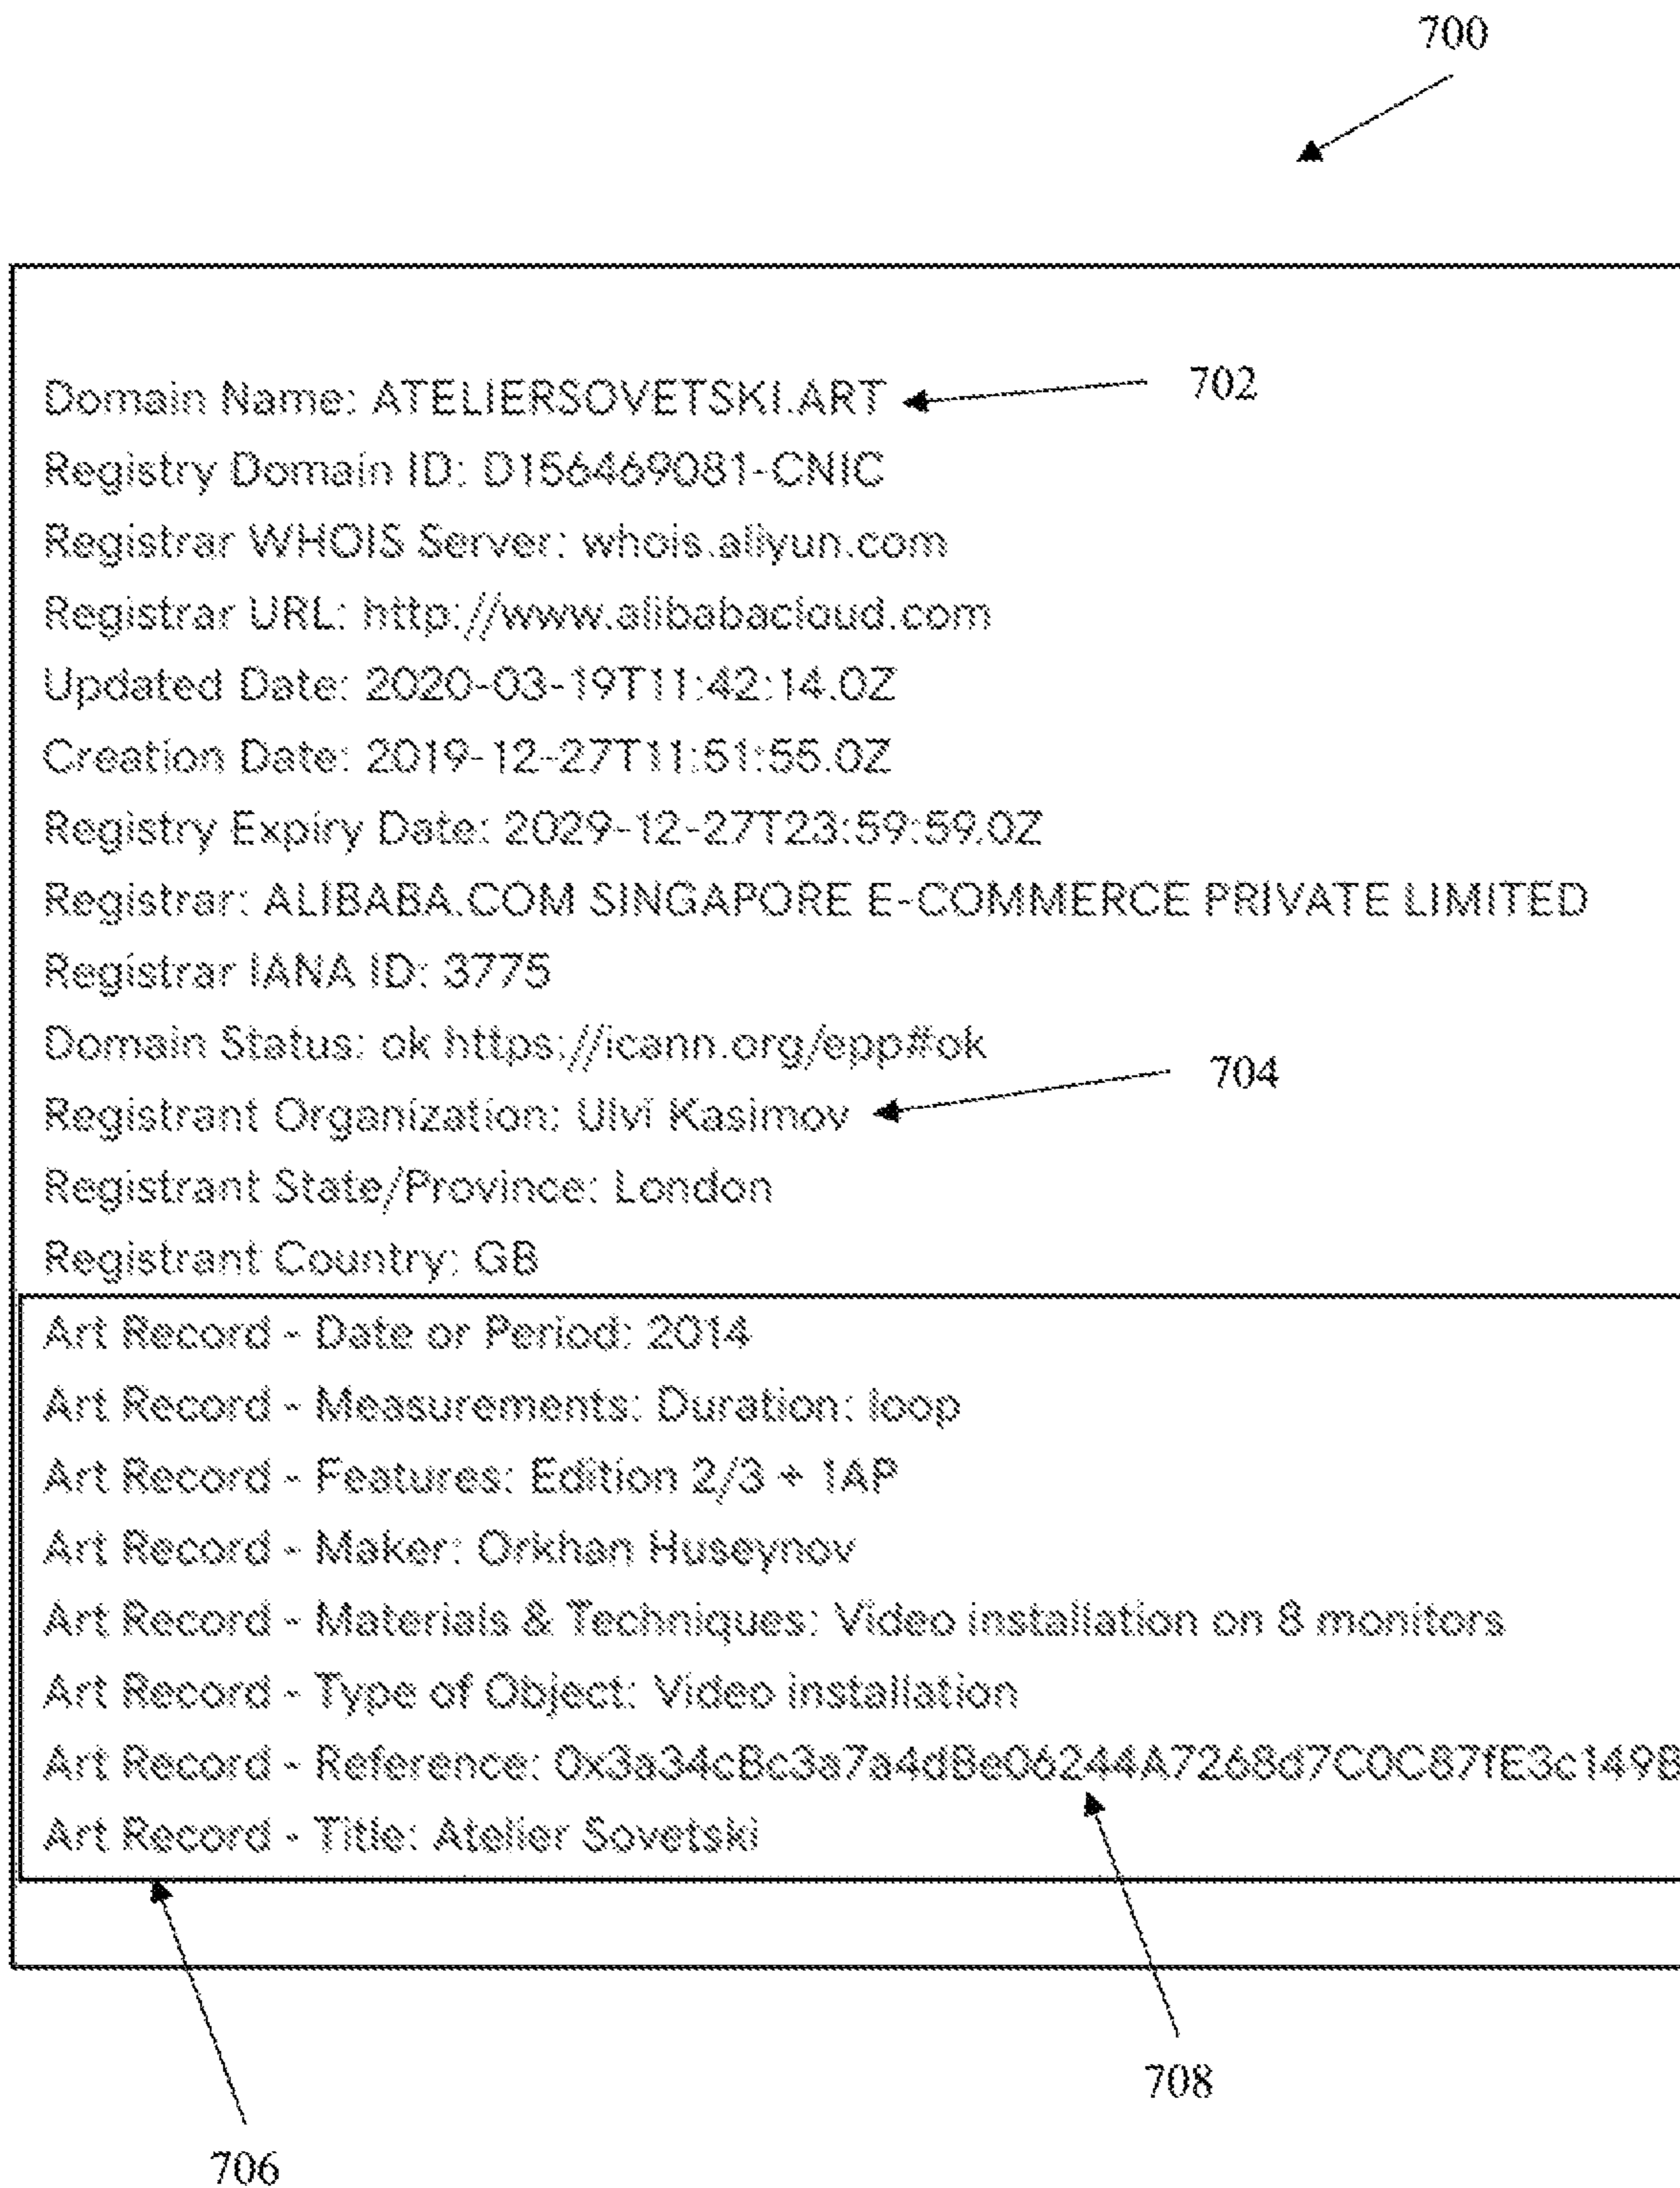 700
Domain Name: ATELIERSOVETSKI.ART
702
Registry Domain ID: D156469081-CNIC
Registrar WHOIS Server: whois.aliyun.com
Registrar URL: http://www.alibabacloud.com
Updated Date: 2020-03-19T11:42:14.0Z
Creation Date: 2019-12-27T11:51:55.0Z
Registry Expiry Date: 2029-12-27T23:59:59.0Z
Registrar: ALIBABA.COM SINGAPORE E-COMMERCE PRIVATE LIMITED
Registrar IANA ID: 3775
Domain Status: ok https://icann.org/epp#ok
704
Registrant Organization: Ulvi Kasimov
Registrant State/Province: London
Registrant Country: GB
Art Record - Date or Period: 2014
Art Record - Measurements: Duration: loop
Art Record - Features: Edition 2/3 + 1AP
Art Record - Maker: Orkhan Huseynov
Art Record - Materials & Techniques: Video installation on 8 monitors
Art Record - Type of Object: Video installation
Art Record - Reference: 0x3a34cBc3a7a4dBe06244A7268d7C0C87fE3c149B
Art Record - Title: Atelier Sovetski
708
706